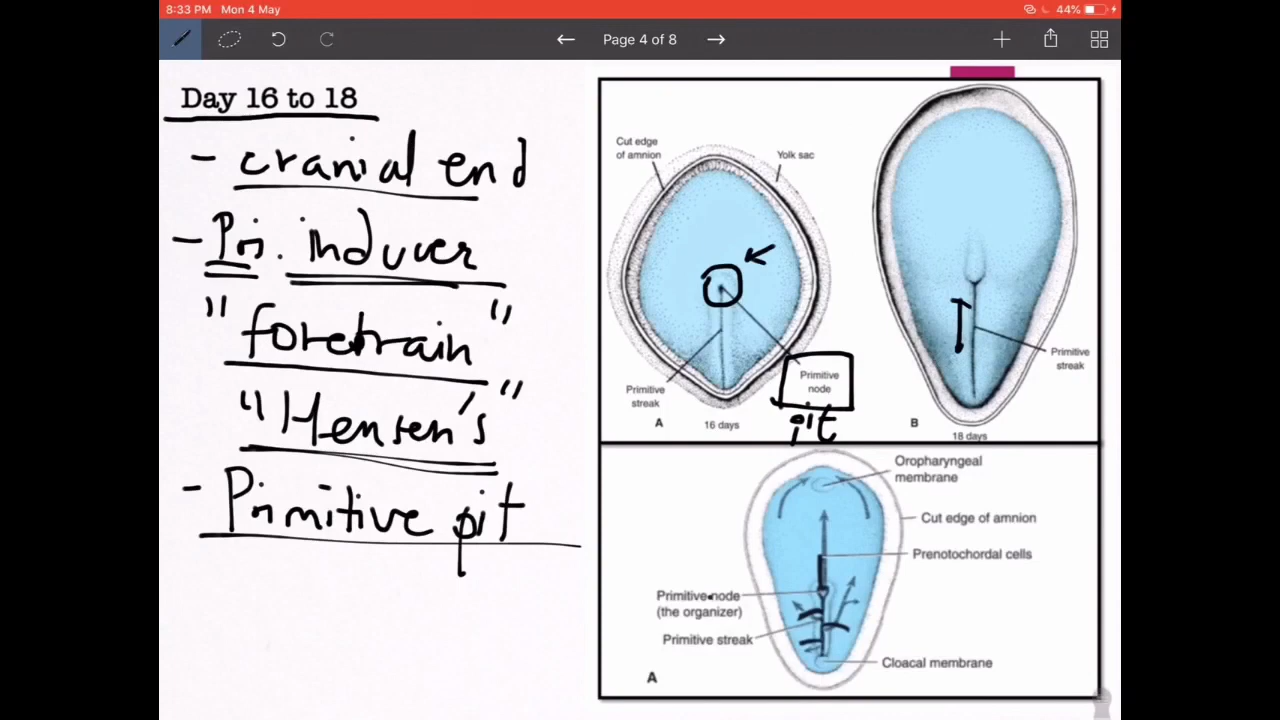 8:33 PM Mon 4 May
44%
Page 4 of 8
Day 16 to 18
- cranial end
- Pri. inducer
"foretrain"
"Hensen's"
- Primitive pit
Cut edge
of amnion
Yolk sac
Primitive
streak
Primitive
node
pit
A
16 days
Primitive
streak
B
18 days
Oropharyngeal
membrane
Cut edge of amnion
Prenotochordal cells
Primitive node
(the organizer)
Primitive streak
Cloacal membrane
A